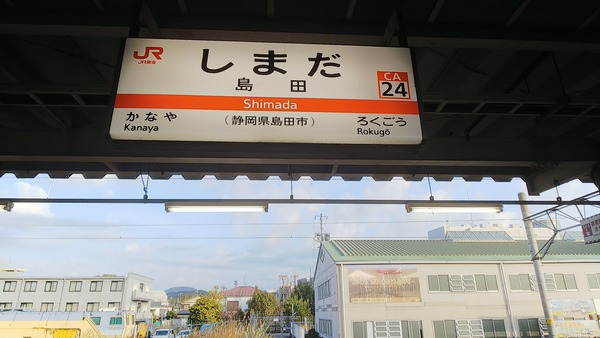 JR
JR東海
しまだ
島田
CA
24
Shimada
かなや
Kanaya
（静岡県島田市）
ろくごう
Rokugō